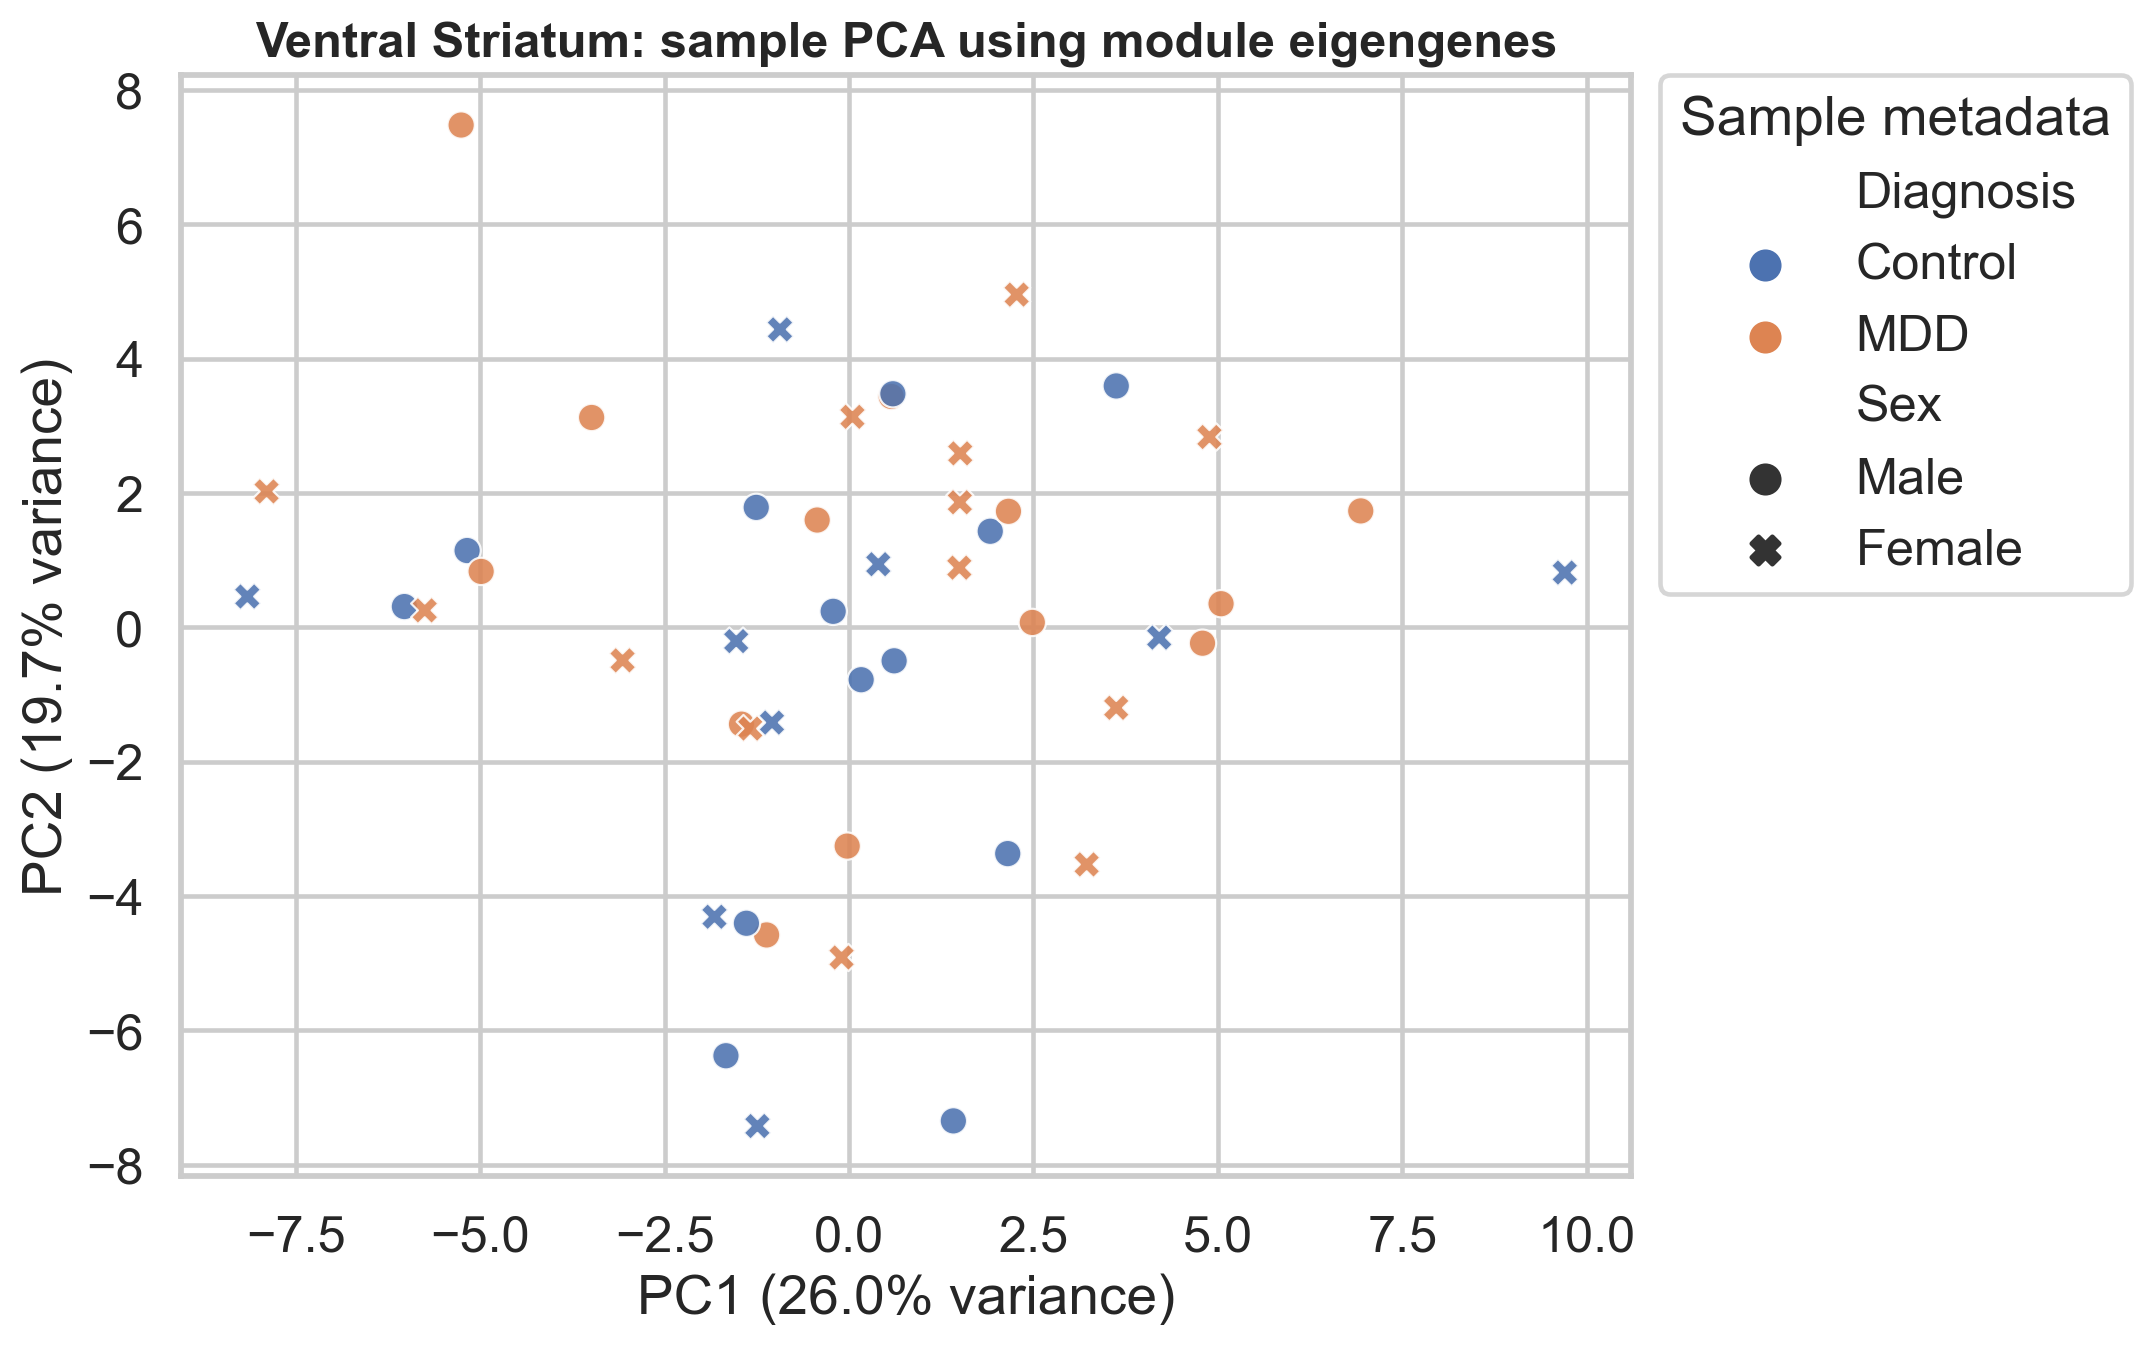 Ventral Striatum: sample PCA using module eigengenes
8
6
4
2
0
−2
−4
−6
−8
PC2 (19.7% variance)
−7.5 −5.0 −2.5 0.0 2.5 5.0 7.5 10.0
PC1 (26.0% variance)
Sample metadata
Diagnosis
Control
MDD
Sex
Male
Female